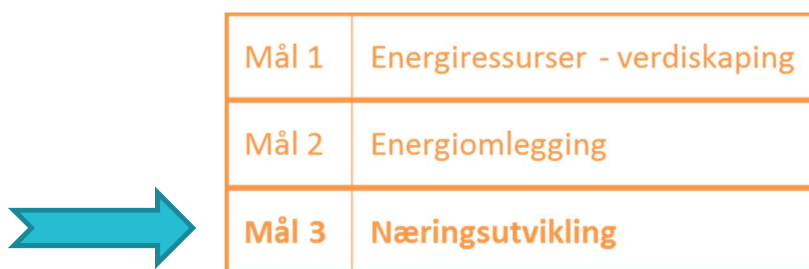 Mål 1 Energiressurser - verdiskaping
Mål 2 Energiomlegging
Mål 3 Næringsutvikling